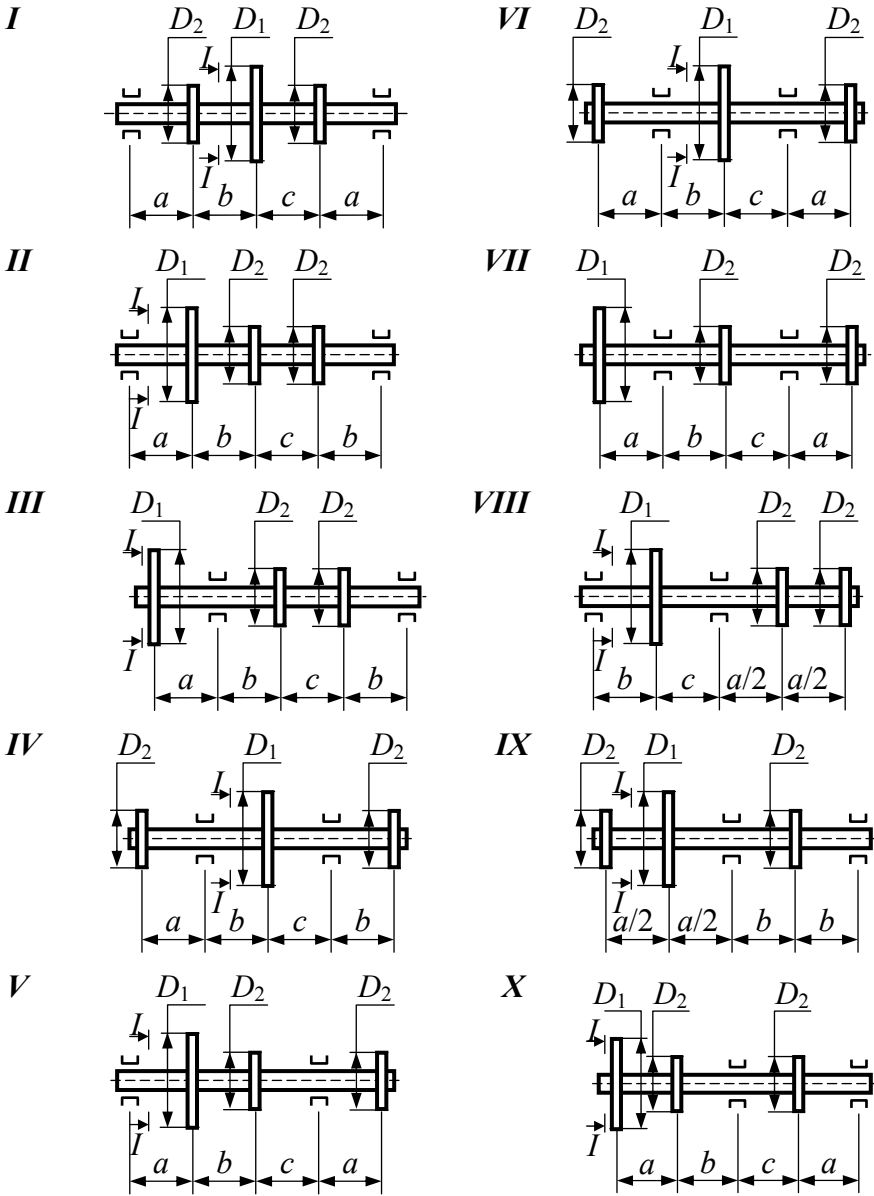 I
D₂ D₁ D₂
I
I
a b c a
VI
D₂ D₁ D₂
I
I
a b c a
II
D₁ D₂ D₂
I
I
a b c b
VII
D₁ D₂ D₂
a b c a
III
D₁ D₂ D₂
I
I
a b c b
VIII
D₁ D₂ D₂
I
I
b c a/2 a/2
IV
D₂ D₁ D₂
I
I
a b c b
IX
D₂ D₁ D₂
I
I
a/2 a/2 b b
V
D₁ D₂ D₂
I
I
a b c a
X
D₁ D₂ D₂
I
I
a b c a